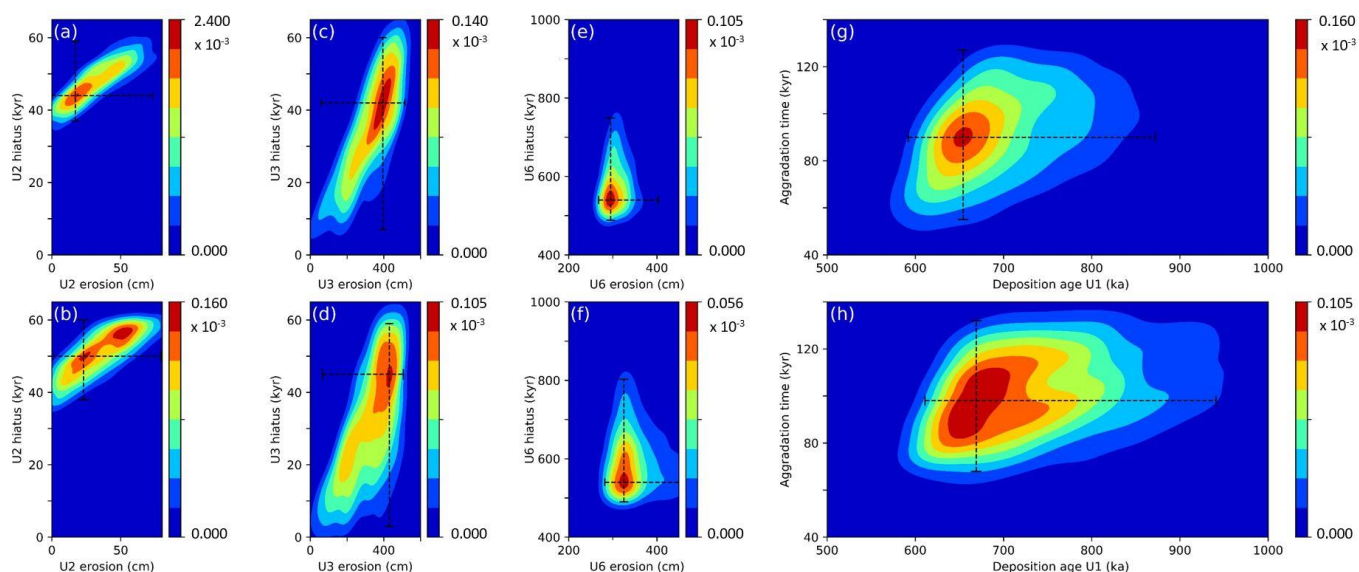 (a)
60
40
20
0
U2 hiatus (kyr)
0
50
U2 erosion (cm)
2.400
x 10-3
0.000
(c)
60
40
20
0
U3 hiatus (kyr)
0
400
U3 erosion (cm)
0.140
x 10-3
0.000
(e)
1000
800
600
400
U6 hiatus (kyr)
200
400
U6 erosion (cm)
0.105
x 10-3
0.000
(g)
120
80
40
Aggradation time (kyr)
500
600
700
800
900
1000
Deposition age U1 (ka)
0.160
x 10-3
0.000
(b)
60
40
20
0
U2 hiatus (kyr)
0
50
U2 erosion (cm)
0.160
x 10-3
0.000
(d)
60
40
20
0
U3 hiatus (kyr)
0
400
U3 erosion (cm)
0.105
x 10-3
0.000
(f)
1000
800
600
400
U6 hiatus (kyr)
200
400
U6 erosion (cm)
0.056
x 10-3
0.000
(h)
120
80
40
Aggradation time (kyr)
500
600
700
800
900
1000
Deposition age U1 (ka)
0.105
x 10-3
0.000